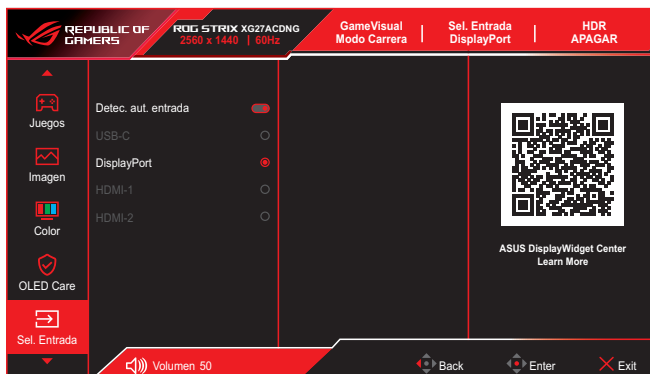 REPUBLIC OF
GAMERS
ROG STRIX XG27ACDNG
2560 x 1440 | 60Hz
GameVisual
Modo Carrera
Sel. Entrada
DisplayPort
HDR
APAGAR
Juegos
Imagen
Color
OLED Care
Sel. Entrada
Detec. aut. entrada
USB-C
DisplayPort
HDMI-1
HDMI-2
ASUS DisplayWidget Center
Learn More
Volumen 50
Back
Enter
Exit